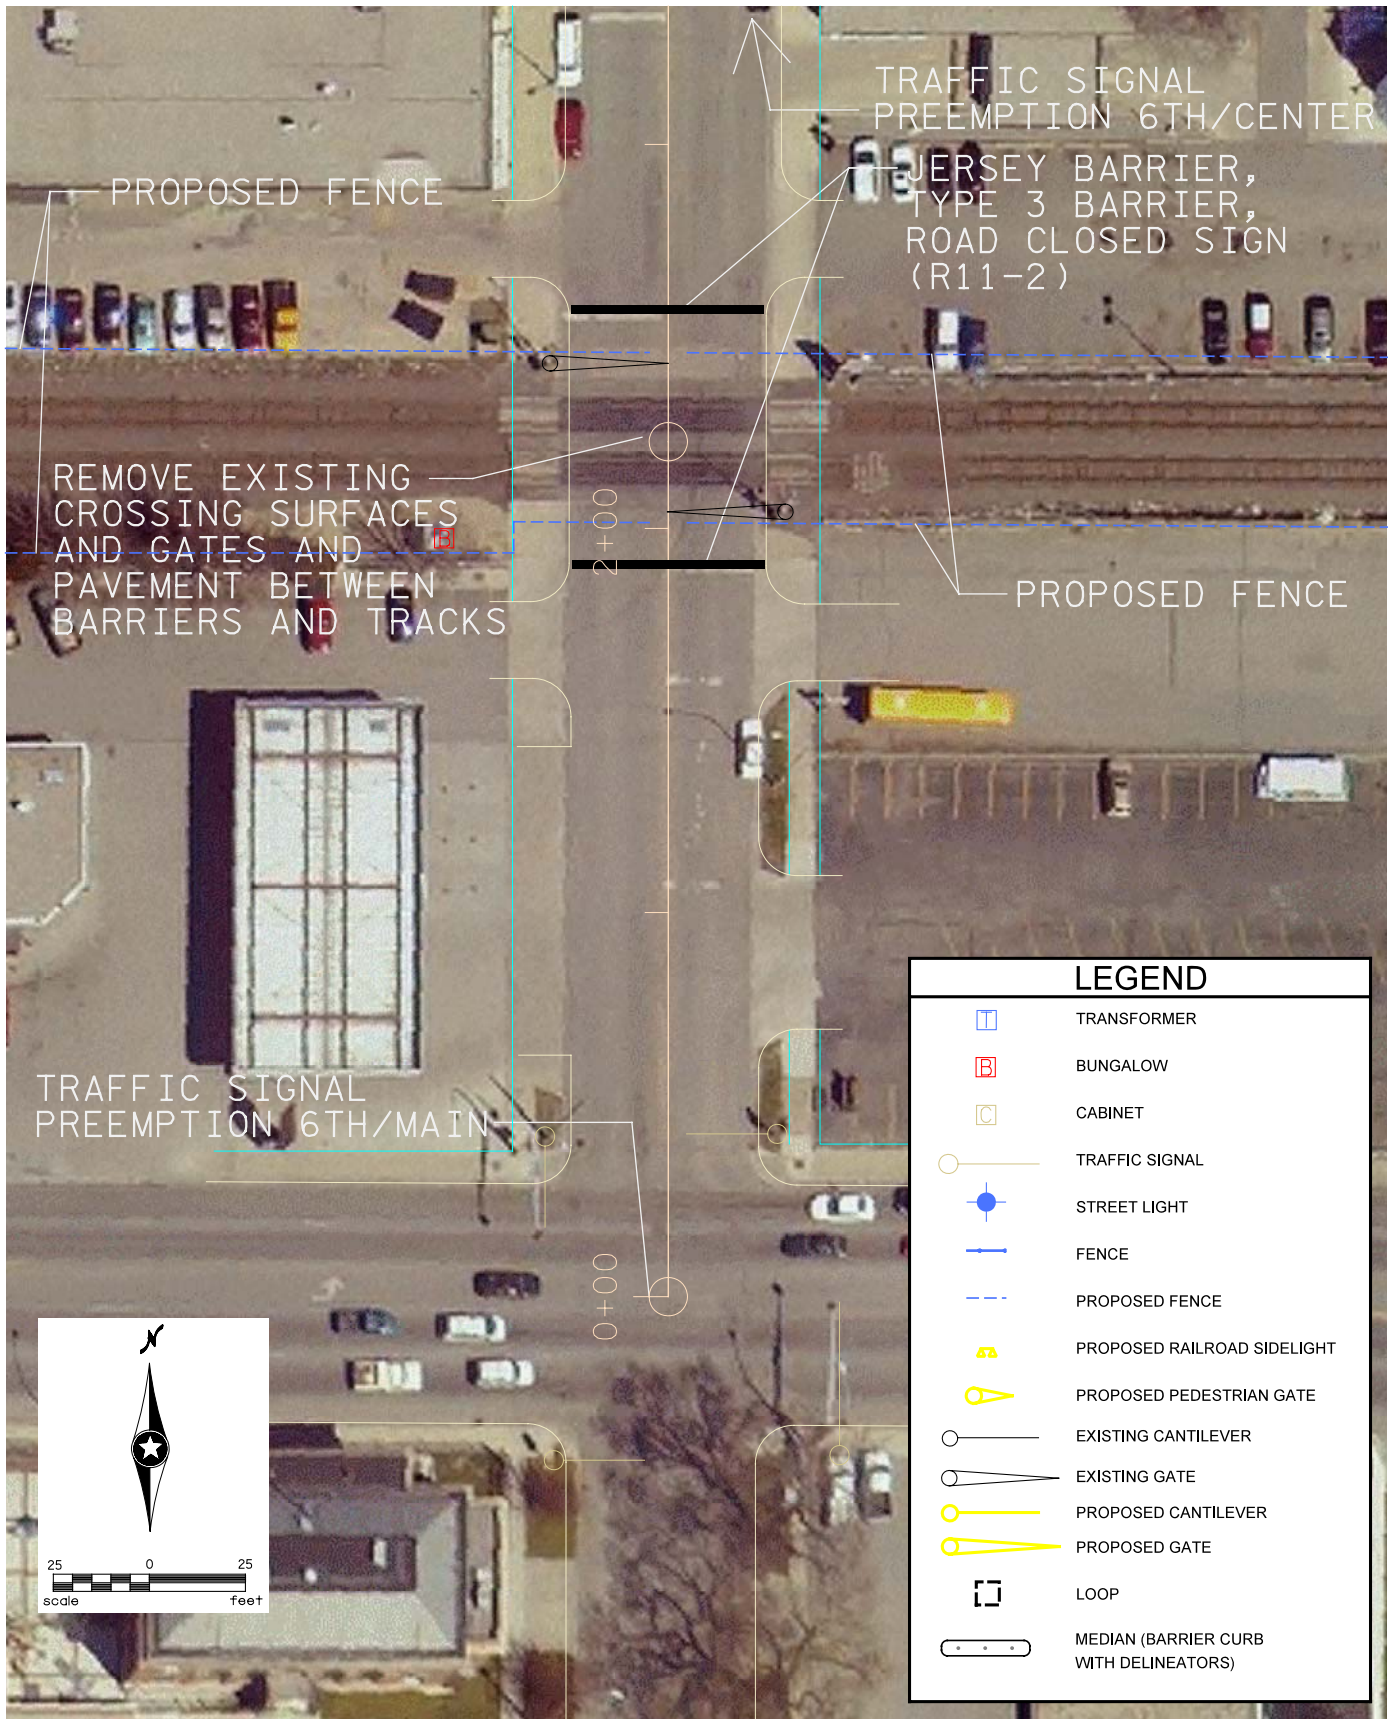 TRAFFIC SIGNAL
PREEMPTION 6TH/CENTER
JERSEY BARRIER,
TYPE 3 BARRIER,
ROAD CLOSED SIGN
(R11-2)
PROPOSED FENCE
REMOVE EXISTING
CROSSING SURFACES
AND GATES AND
PAVEMENT BETWEEN
BARRIERS AND TRACKS
B
2+00
PROPOSED FENCE
TRAFFIC SIGNAL
PREEMPTION 6TH/MAIN
0+00
LEGEND
T TRANSFORMER
B BUNGALOW
C CABINET
TRAFFIC SIGNAL
STREET LIGHT
FENCE
PROPOSED FENCE
PROPOSED RAILROAD SIDELIGHT
PROPOSED PEDESTRIAN GATE
EXISTING CANTILEVER
EXISTING GATE
PROPOSED CANTILEVER
PROPOSED GATE
LOOP
MEDIAN (BARRIER CURB
WITH DELINEATORS)
N
25 0 25
scale feet